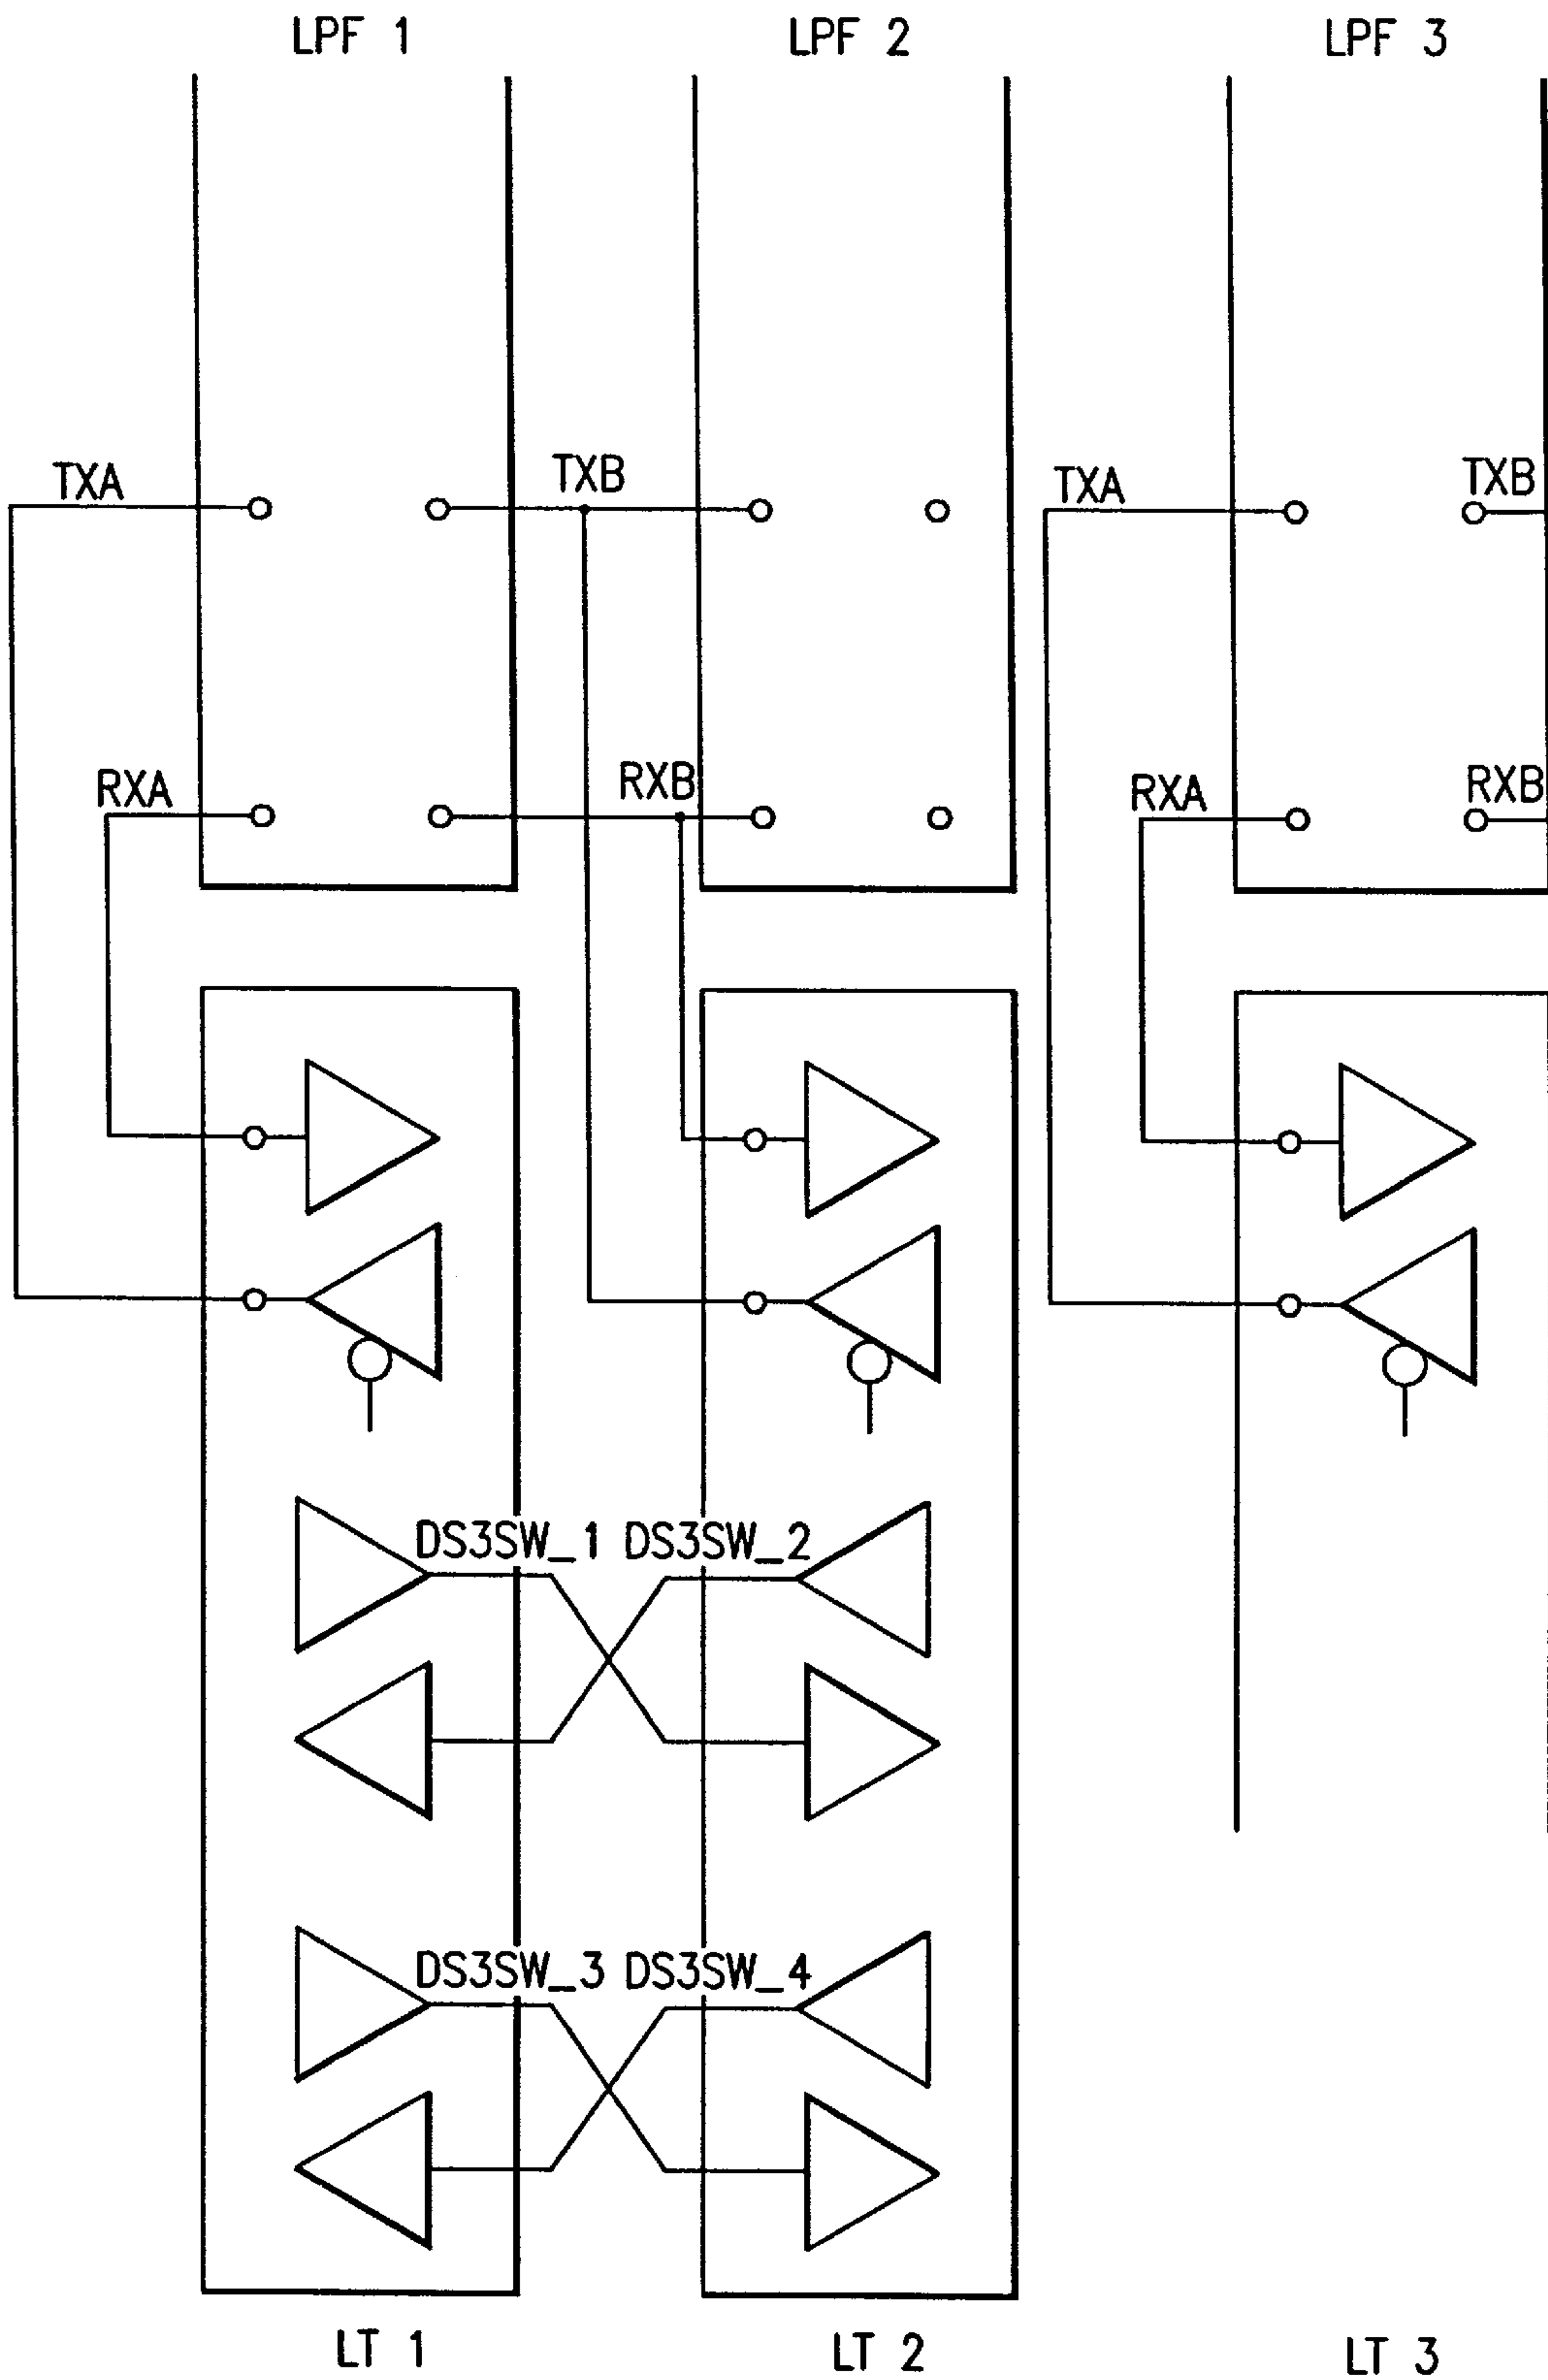 LPF 1 LPF 2 LPF 3
TXA TXB TXA TXB
RXA RXB RXA RXB
DS3SW_1 DS3SW_2
DS3SW_3 DS3SW_4
LT 1 LT 2 LT 3